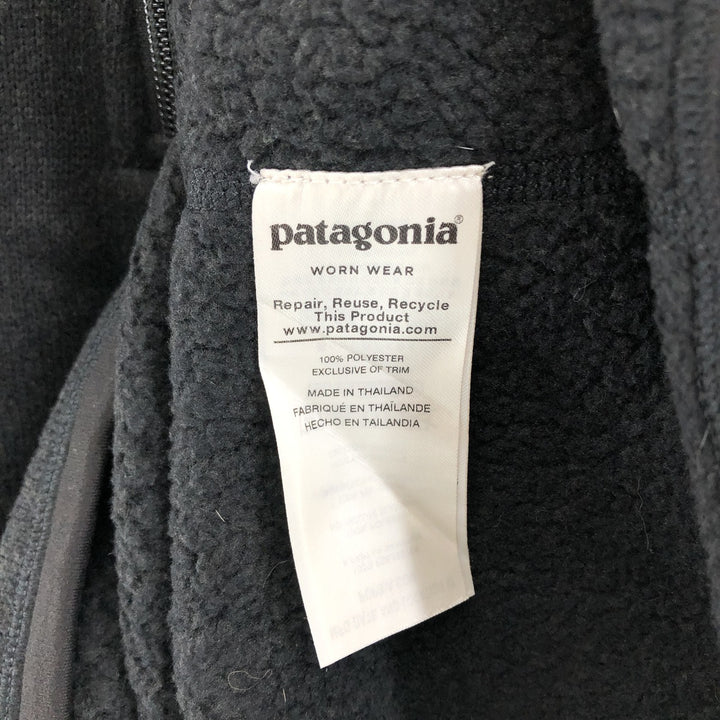 patagonia®
WORN WEAR
Repair, Reuse, Recycle
This Product
www.patagonia.com
100% POLYESTER
EXCLUSIVE OF TRIM
MADE IN THAILAND
FABRIQUÉ EN THAÏLANDE
HECHO EN TAILANDIA